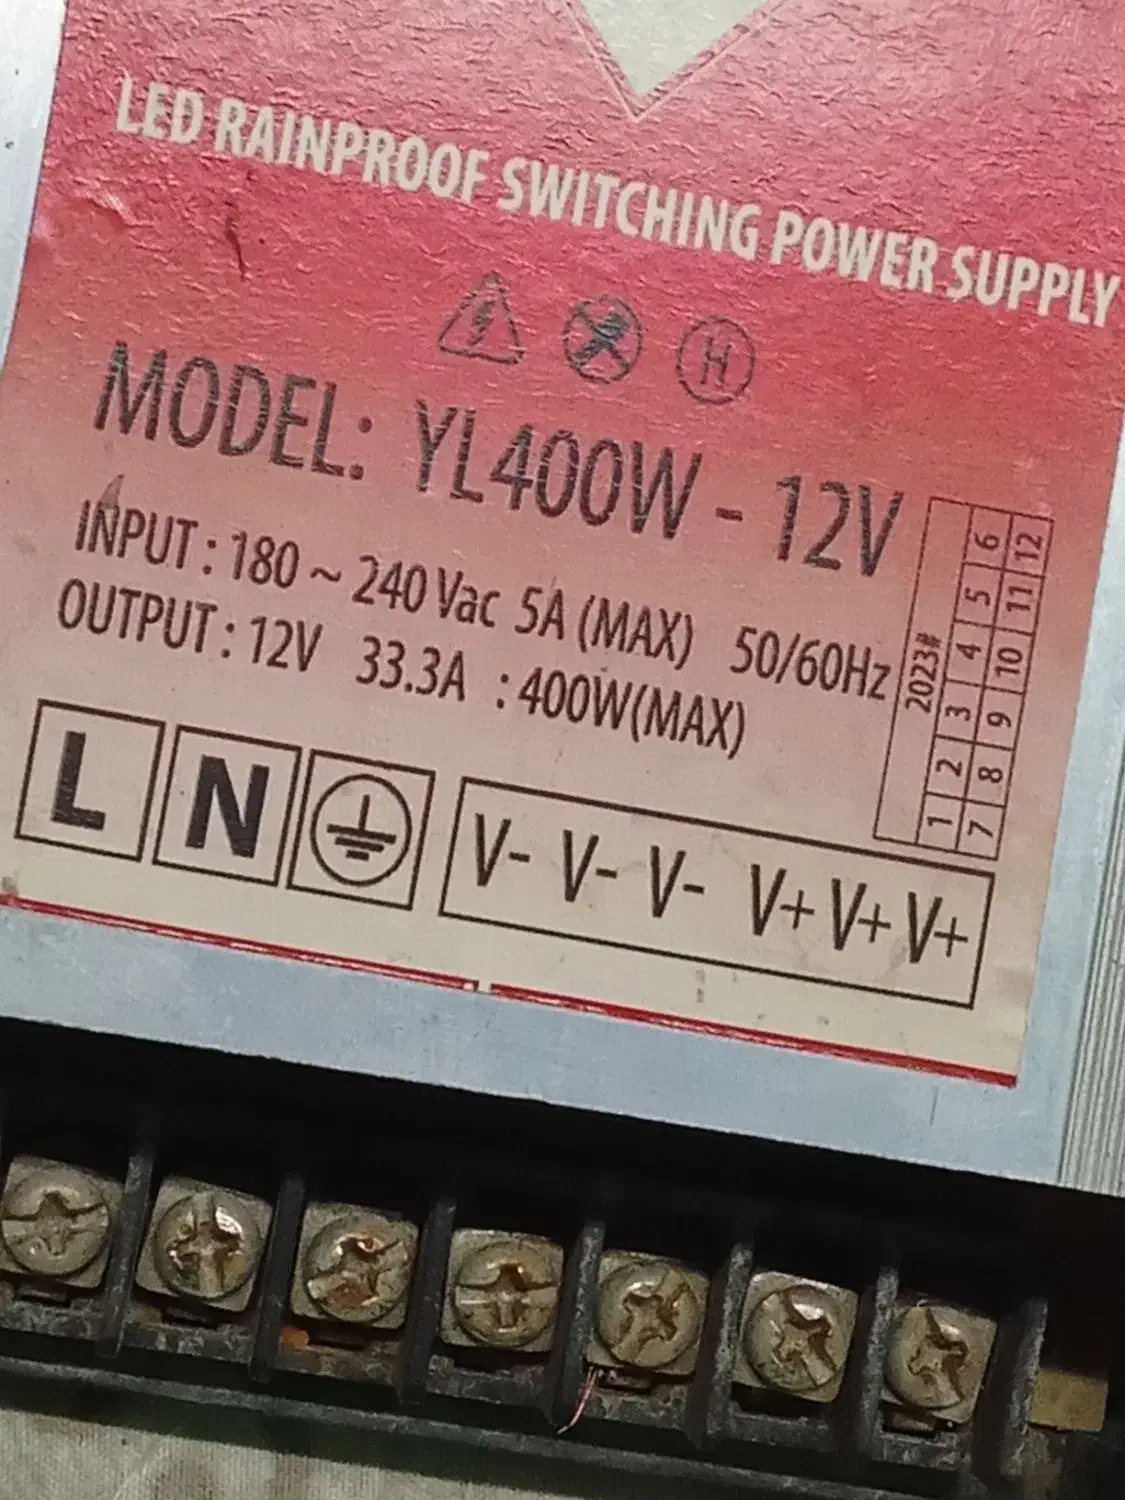 LED RAINPROOF SWITCHING POWER SUPPLY
MODEL: YL400W - 12V
INPUT : 180 ~ 240 Vac 5A (MAX) 50/60Hz
OUTPUT : 12V 33.3A : 400W(MAX)
2023#
1 2 3 4 5 6
7 8 9 10 11 12
L N V- V- V- V+ V+ V+